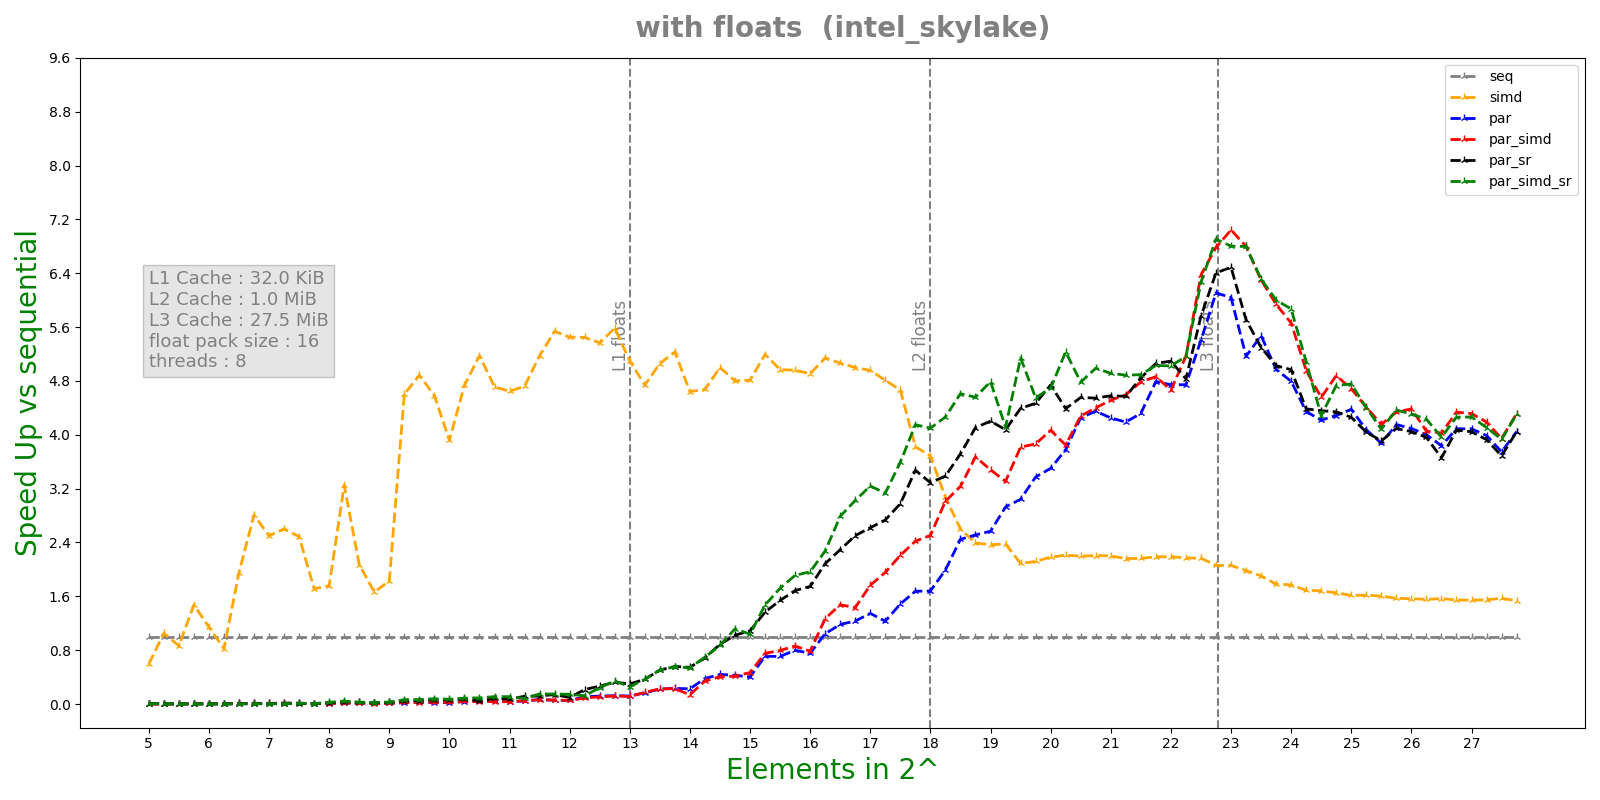 with floats  (intel_skylake)
Speed Up vs sequential
9.6
8.8
8.0
7.2
6.4
5.6
4.8
4.0
3.2
2.4
1.6
0.8
0.0
L1 Cache : 32.0 KiB
L2 Cache : 1.0 MiB
L3 Cache : 27.5 MiB
float pack size : 16
threads : 8
L1 floats
L2 floats
L3 floats
seq
simd
par
par_simd
par_sr
par_simd_sr
5 6 7 8 9 10 11 12 13 14 15 16 17 18 19 20 21 22 23 24 25 26 27
Elements in 2^